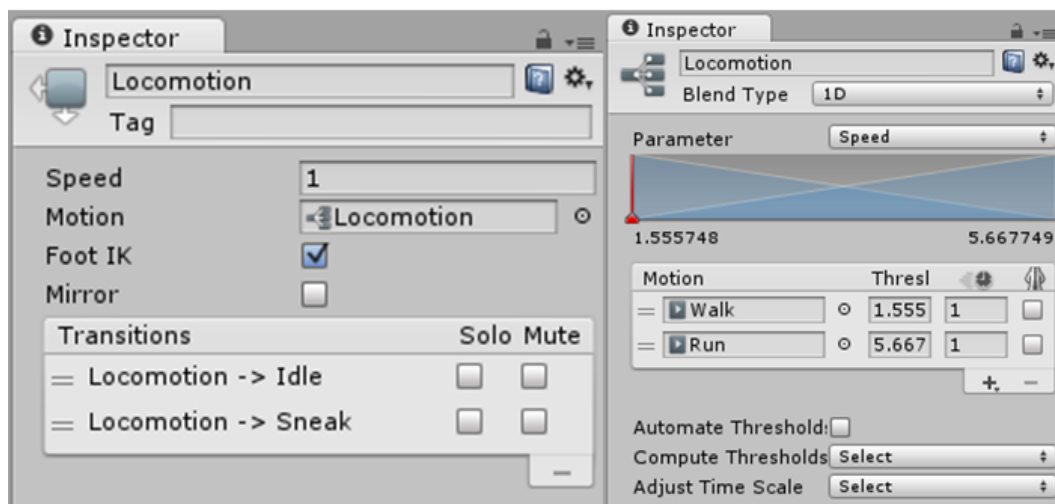 Inspector
Locomotion
Tag
Speed 1
Motion Locomotion
Foot IK
Mirror
Transitions Solo Mute
Locomotion -> Idle
Locomotion -> Sneak
Inspector
Locomotion
Blend Type 1D
Parameter Speed
1.555748 5.667749
Motion Thresl
Walk 1.555 1
Run 5.667 1
Automate Threshold:
Compute Thresholds Select
Adjust Time Scale Select